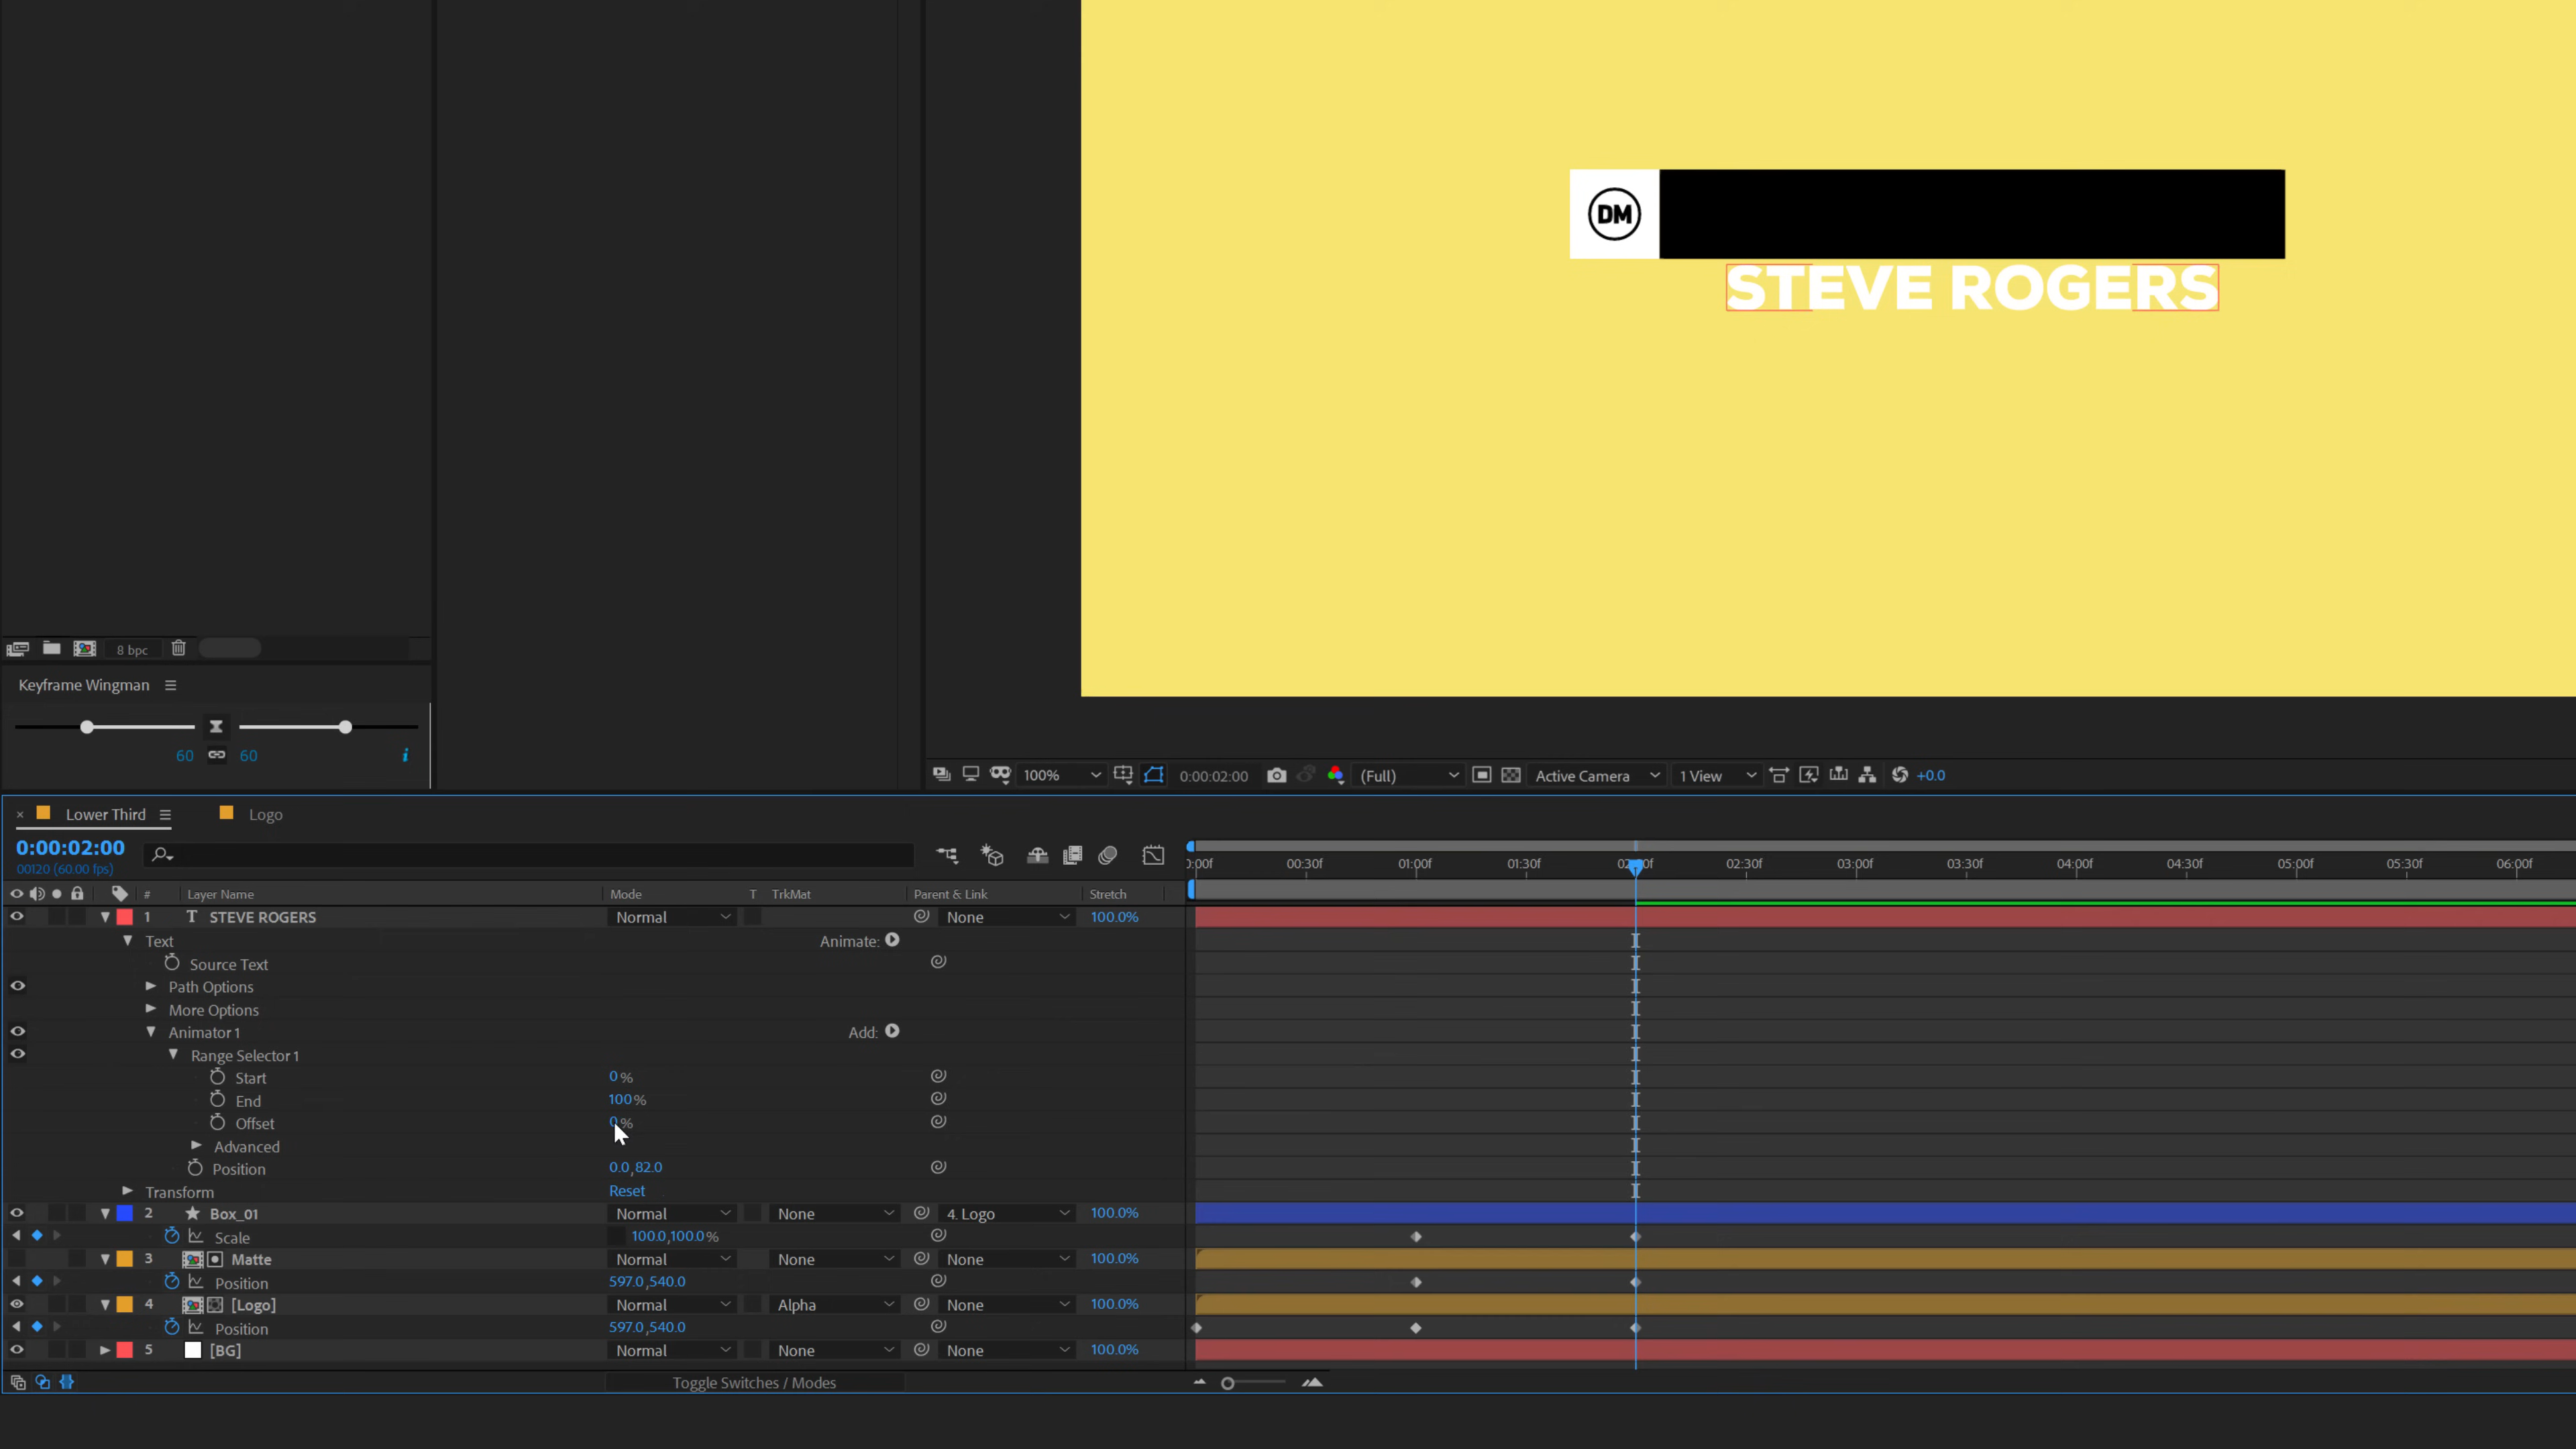 DM
STEVE ROGERS
8 bpc
Keyframe Wingman
60 60 i
100% 0:00:02:00 (Full) Active Camera 1 View +0.0
× Lower Third Logo
0:00:02:00
00120 (60.00 fps)
0:00f 00:30f 01:00f 01:30f 02:00f 02:30f 03:00f 03:30f 04:00f 04:30f 05:00f 05:30f 06:00f
# Layer Name Mode T TrkMat Parent & Link Stretch
1 T STEVE ROGERS Normal None 100.0%
Text Animate:
Source Text
Path Options
More Options
Animator 1 Add:
Range Selector 1
Start 0%
End 100%
Offset 0%
Advanced
Position 0.0,82.0
Transform Reset
2 Box_01 Normal None 4. Logo 100.0%
Scale 100.0,100.0%
3 Matte Normal None None 100.0%
Position 597.0,540.0
4 [Logo] Normal Alpha None 100.0%
Position 597.0,540.0
5 [BG] Normal None None 100.0%
Toggle Switches / Modes